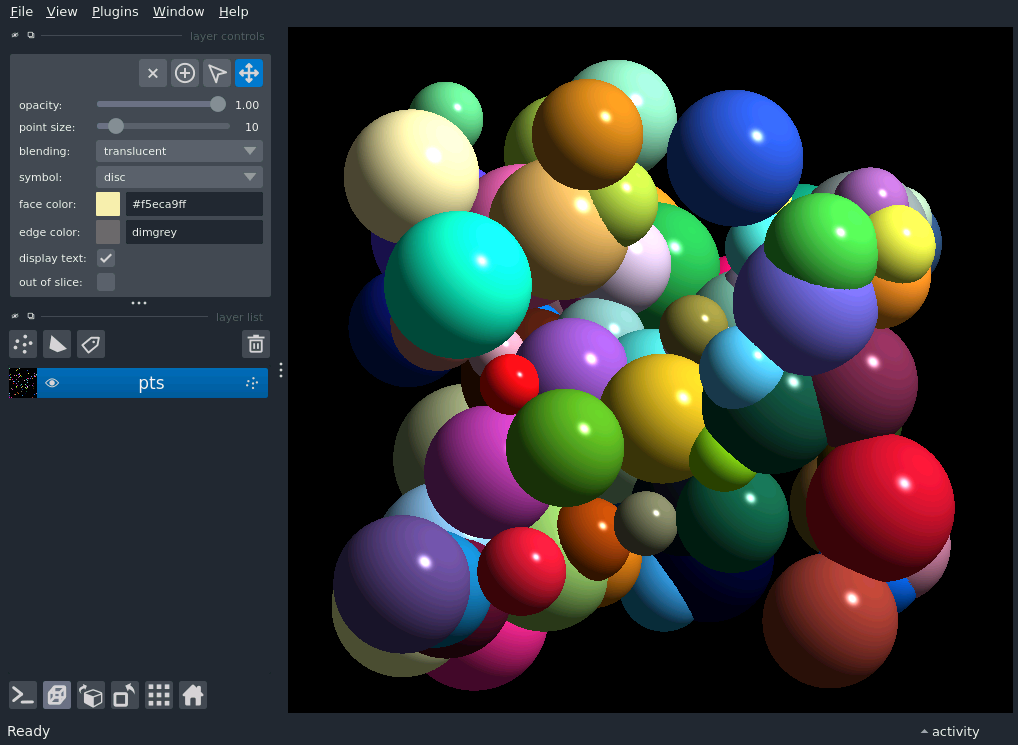 File View Plugins Window Help
layer controls
opacity: 1.00
point size: 10
blending: translucent
symbol: disc
face color: #f5eca9ff
edge color: dimgrey
display text:
out of slice:
layer list
pts
Ready
activity